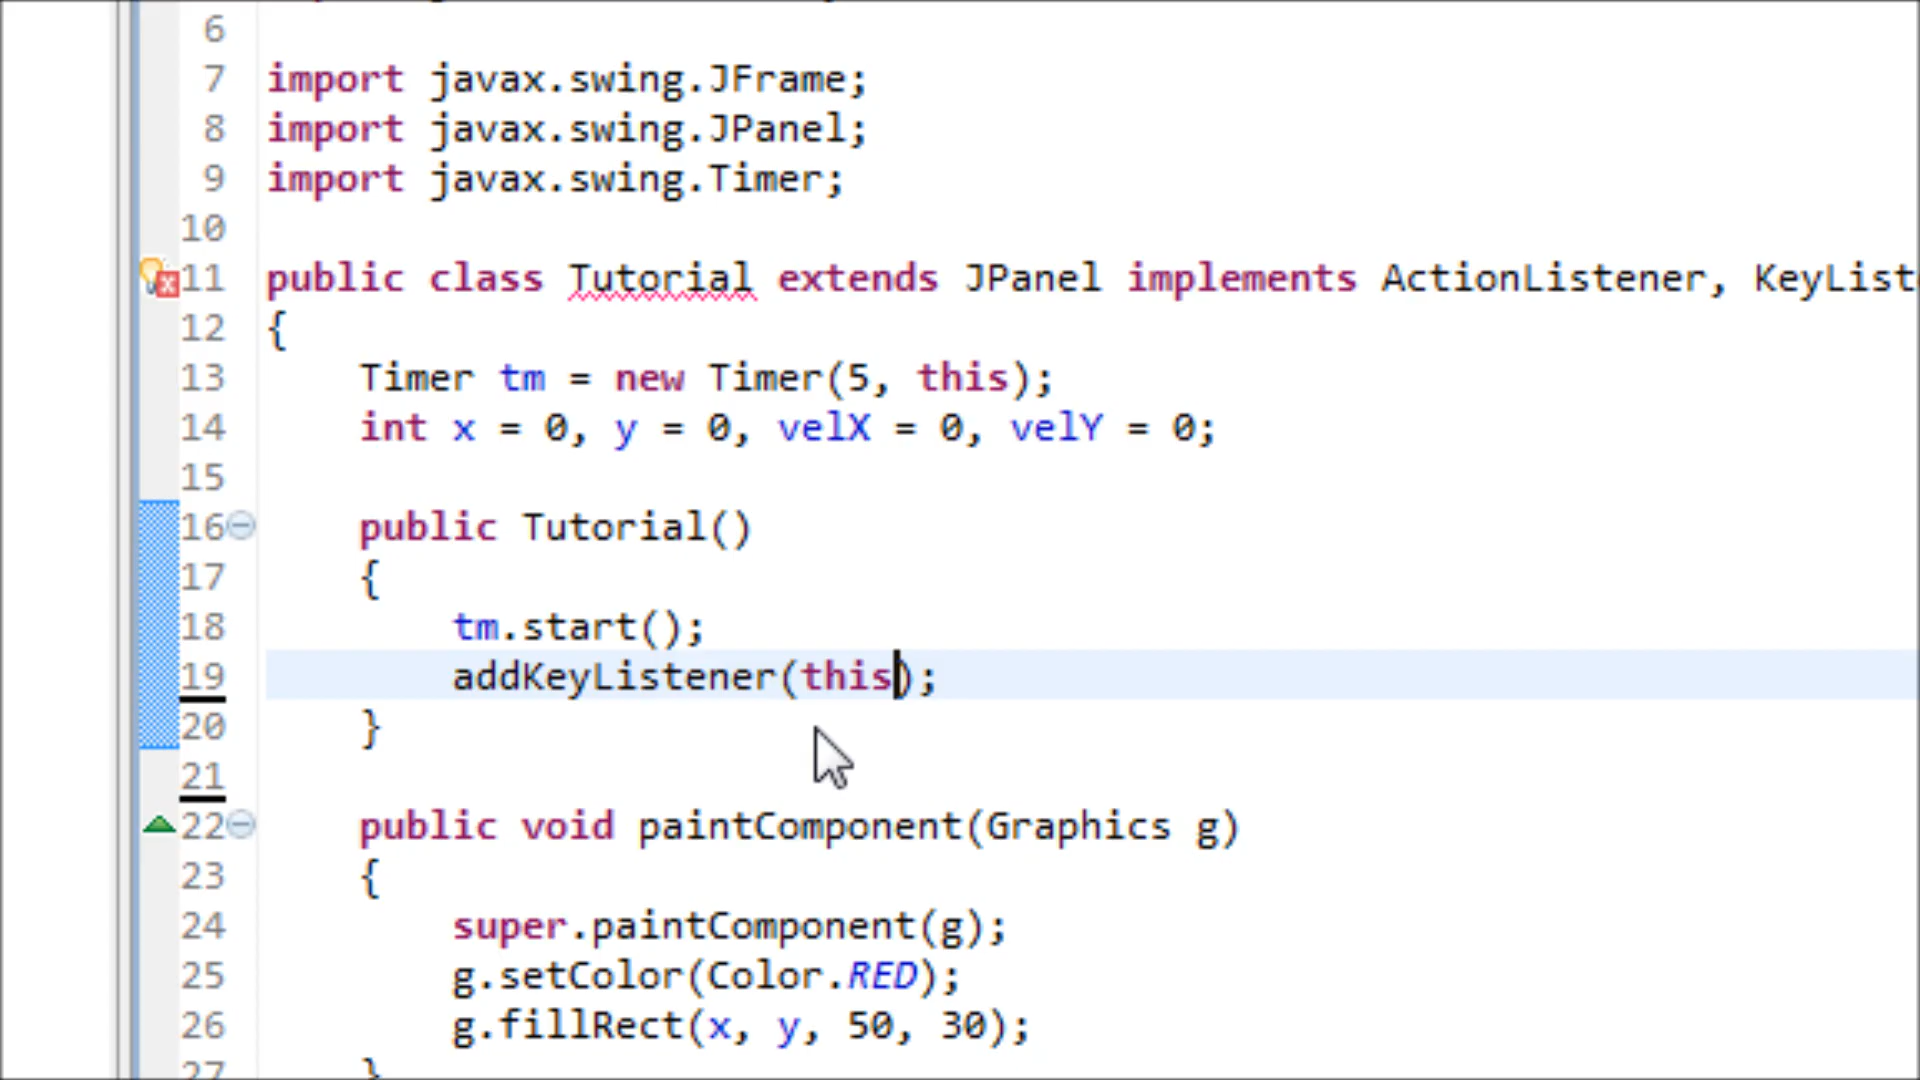 6
7 import javax.swing.JFrame;
8 import javax.swing.JPanel;
9 import javax.swing.Timer;
10
11 public class Tutorial extends JPanel implements ActionListener, KeyListe
12 {
13     Timer tm = new Timer(5, this);
14     int x = 0, y = 0, velX = 0, velY = 0;
15
16     public Tutorial()
17     {
18         tm.start();
19         addKeyListener(this);
20     }
21
22     public void paintComponent(Graphics g)
23     {
24         super.paintComponent(g);
25         g.setColor(Color.RED);
26         g.fillRect(x, y, 50, 30);
27     }